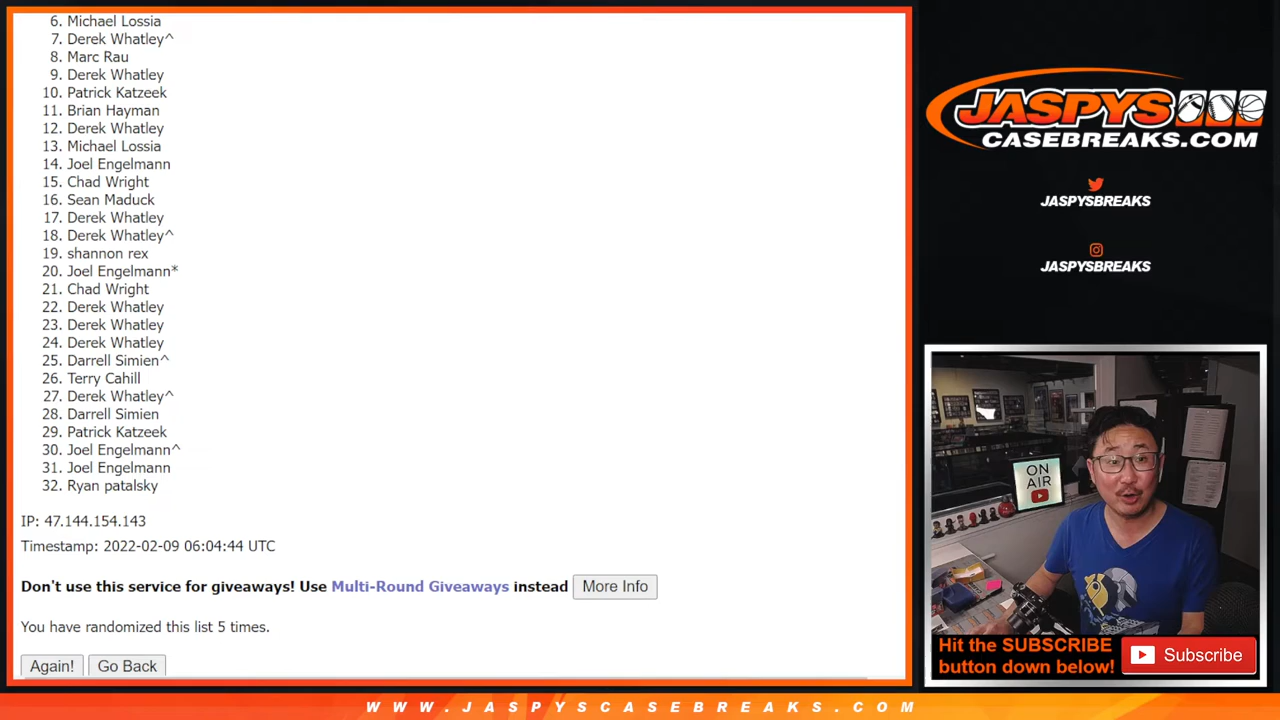 6. Michael Lossia
7. Derek Whatley^
8. Marc Rau
9. Derek Whatley
10. Patrick Katzeek
11. Brian Hayman
12. Derek Whatley
13. Michael Lossia
14. Joel Engelmann
15. Chad Wright
16. Sean Maduck
17. Derek Whatley
18. Derek Whatley^
19. shannon rex
20. Joel Engelmann*
21. Chad Wright
22. Derek Whatley
23. Derek Whatley
24. Derek Whatley
25. Darrell Simien^
26. Terry Cahill
27. Derek Whatley^
28. Darrell Simien
29. Patrick Katzeek
30. Joel Engelmann^
31. Joel Engelmann
32. Ryan patalsky
IP: 47.144.154.143
Timestamp: 2022-02-09 06:04:44 UTC
Don't use this service for giveaways! Use Multi-Round Giveaways instead More Info
You have randomized this list 5 times.
Again! Go Back
JASPYS
CASEBREAKS.COM
JASPYSBREAKS
JASPYSBREAKS
ON
AIR
Hit the SUBSCRIBE
button down below!
Subscribe
WWW.JASPYSCASEBREAKS.COM